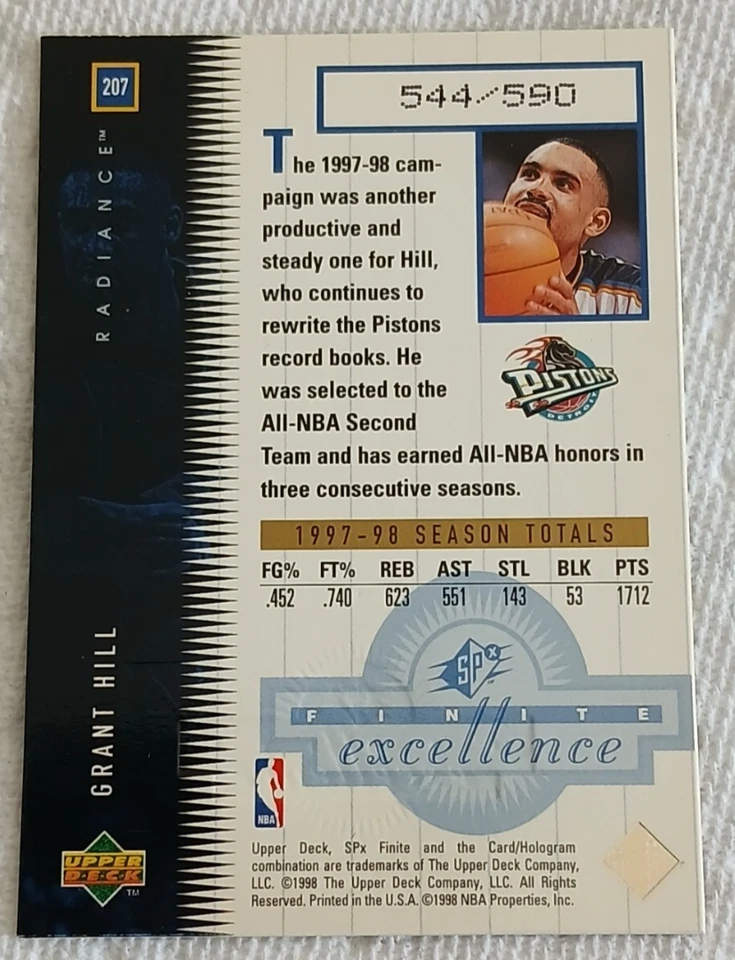 207
RADIANCE™
GRANT HILL
UPPER
DECK
TM
544/590
The 1997-98 cam-
paign was another
productive and
steady one for Hill,
who continues to
rewrite the Pistons
record books. He
was selected to the
All-NBA Second
Team and has earned All-NBA honors in
three consecutive seasons.
PISTONS
DETROIT
1997-98 SEASON TOTALS
FG% FT% REB AST STL BLK PTS
.452 .740 623 551 143 53 1712
SPx
™
FINITE
excellence
NBA
Upper Deck, SPx Finite and the Card/Hologram
combination are trademarks of The Upper Deck Company,
LLC. ©1998 The Upper Deck Company, LLC. All Rights
Reserved. Printed in the U.S.A. ©1998 NBA Properties, Inc.